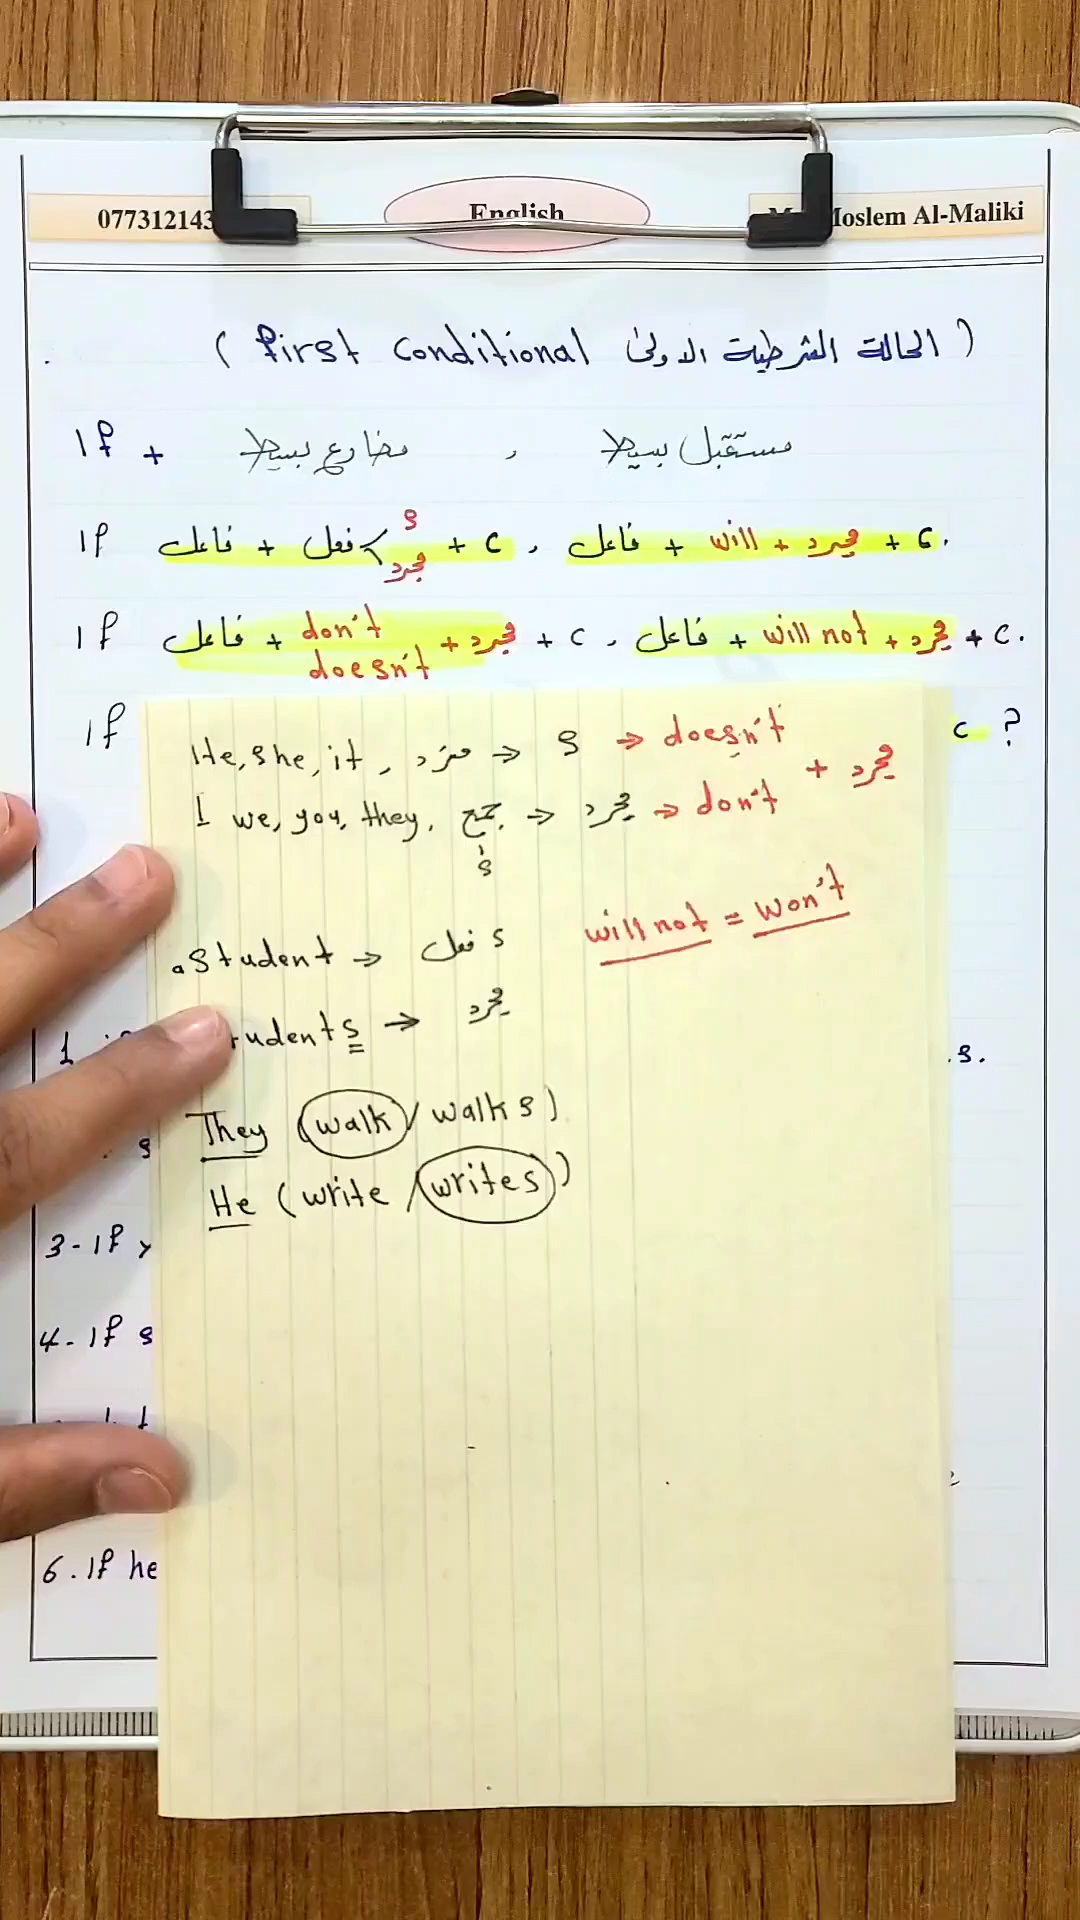 077312143
English
Moslem Al-Maliki
( first conditional الحالة الشرطية الاولى )
If + مضارع بسيط , مستقبل بسيط
If فاعل + فعل s مجرد + c , فاعل + will + مجرد + c.
If فاعل + don't doesn't + مجرد + c , فاعل + will not + مجرد + c.
If c ?
He, she, it, مفرد → s → doesn't + مجرد
I we, you, they, جمع → مجرد → don't
s
a student → فعل s will not = won't
students → مجرد
1 s.
They (walk / walks)
s
He (write / writes)
3- If y
4- If s
6. If he